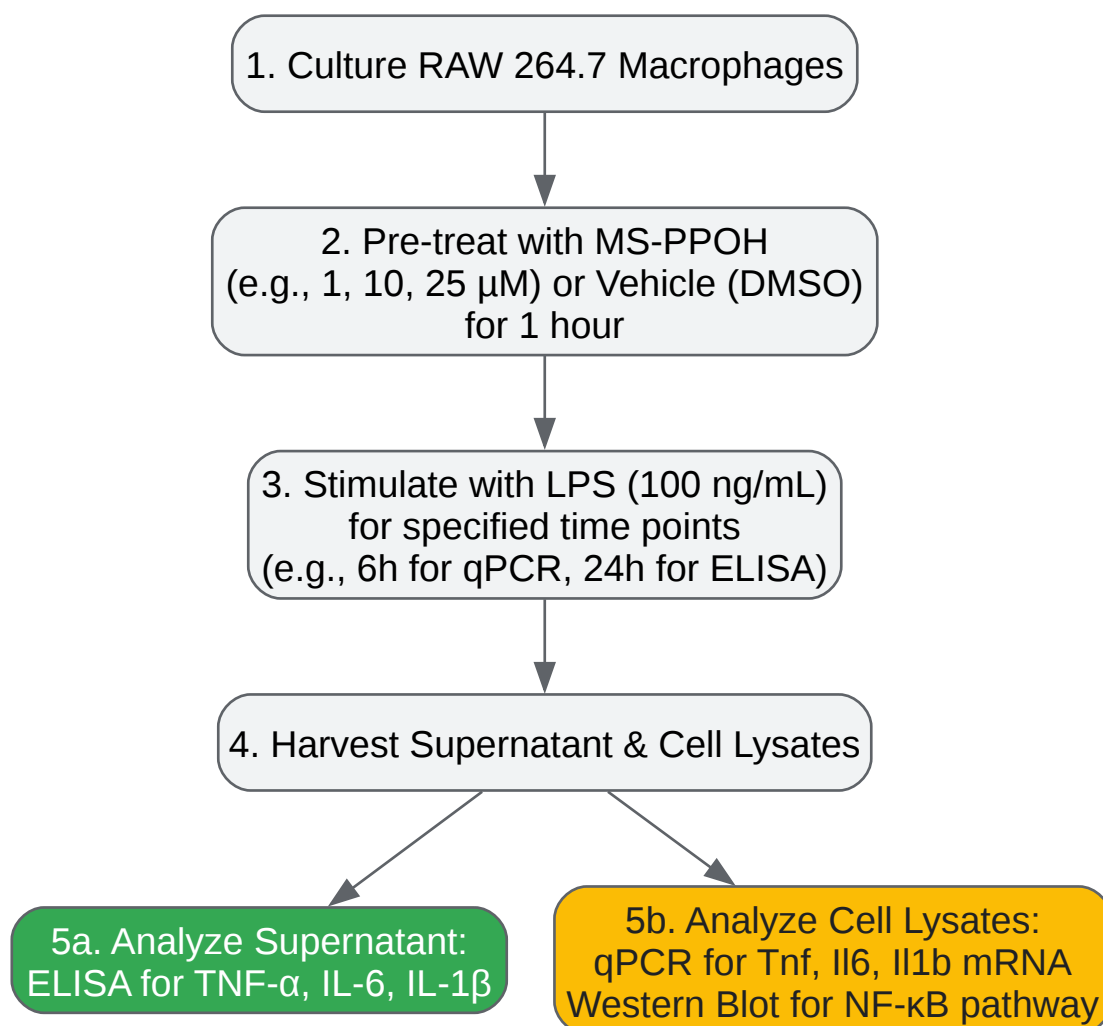 1. Culture RAW 264.7 Macrophages
2. Pre-treat with MS-PPOH
(e.g., 1, 10, 25 µM) or Vehicle (DMSO)
for 1 hour
3. Stimulate with LPS (100 ng/mL)
for specified time points
(e.g., 6h for qPCR, 24h for ELISA)
4. Harvest Supernatant & Cell Lysates
5a. Analyze Supernatant:
ELISA for TNF-α, IL-6, IL-1β
5b. Analyze Cell Lysates:
qPCR for Tnf, Il6, Il1b mRNA
Western Blot for NF-κB pathway